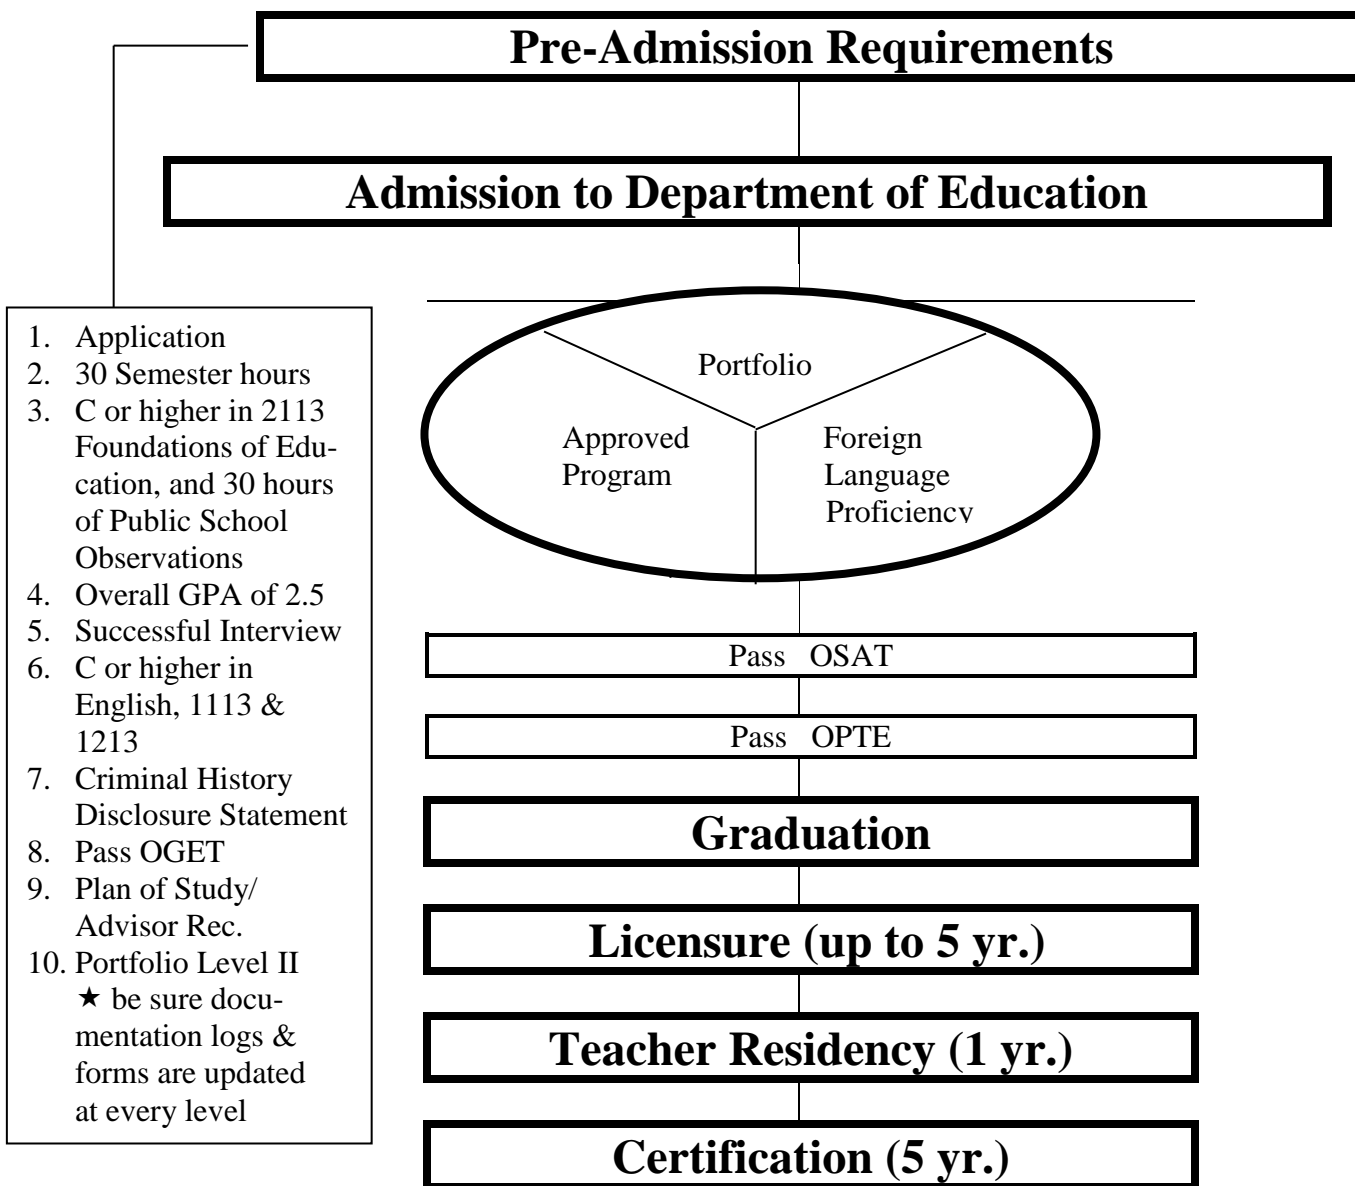 Pre-Admission Requirements
Admission to Department of Education
1. Application
2. 30 Semester hours
3. C or higher in 2113
Foundations of Edu-
cation, and 30 hours
of Public School
Observations
4. Overall GPA of 2.5
5. Successful Interview
6. C or higher in
English, 1113 &
1213
7. Criminal History
Disclosure Statement
8. Pass OGET
9. Plan of Study/
Advisor Rec.
10. Portfolio Level II
★ be sure docu-
mentation logs &
forms are updated
at every level
Portfolio
Approved
Program
Foreign
Language
Proficiency
Pass OSAT
Pass OPTE
Graduation
Licensure (up to 5 yr.)
Teacher Residency (1 yr.)
Certification (5 yr.)